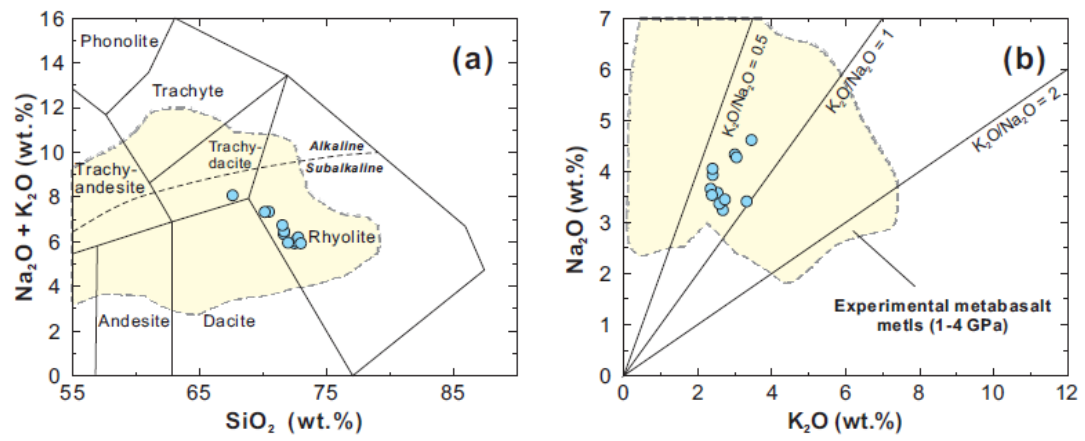 (a)
16
14
12
10
8
6
4
2
0
Na₂O + K₂O (wt.%)
Phonolite
Trachyte
Trachy-
dacite
Alkaline
Subalkaline
Trachy-
andesite
Rhyolite
Andesite
Dacite
55
65
75
85
SiO₂ (wt.%)
(b)
7
6
5
4
3
2
1
0
Na₂O (wt.%)
K₂O/Na₂O = 0.5
K₂O/Na₂O = 1
K₂O/Na₂O = 2
Experimental metabasalt
metls (1-4 GPa)
0
2
4
6
8
10
12
K₂O (wt.%)